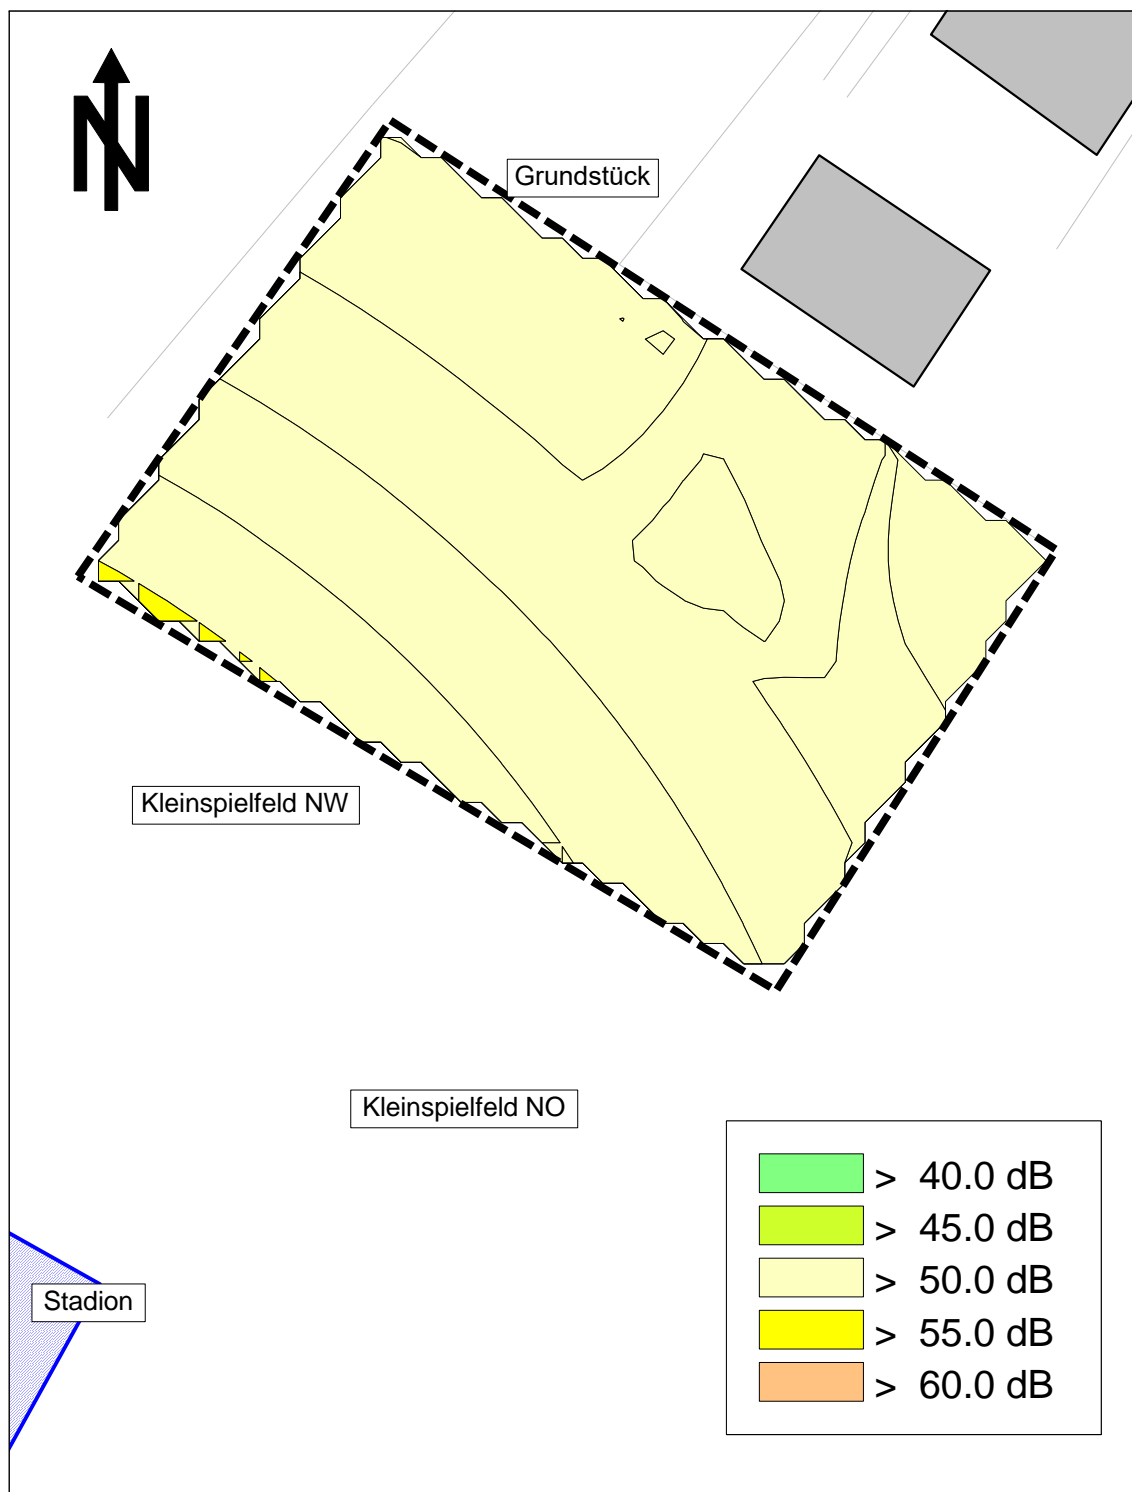 N
Grundstück
Kleinspielfeld NW
Kleinspielfeld NO
Stadion
> 40.0 dB
> 45.0 dB
> 50.0 dB
> 55.0 dB
> 60.0 dB